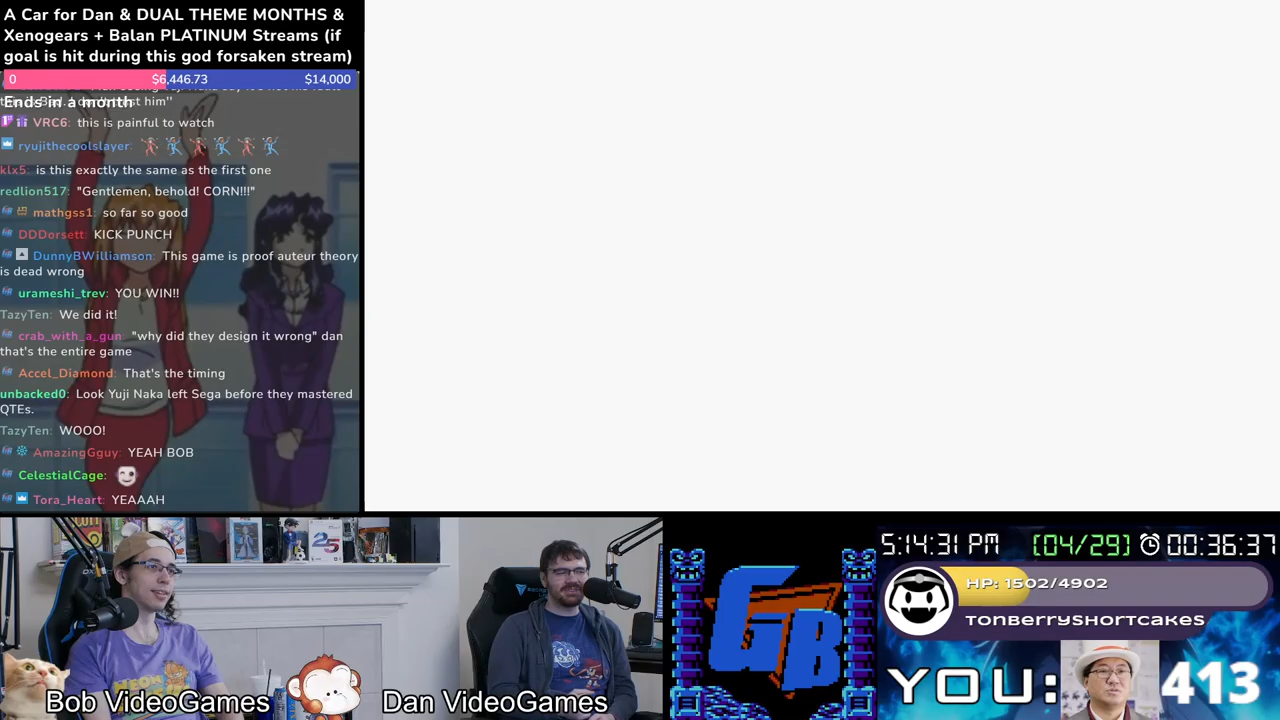 A Car for Dan & DUAL THEME MONTHS &
Xenogears + Balan PLATINUM Streams (if
goal is hit during this god forsaken stream)
0 $6,446.73 $14,000
Ends in a month
him"
VRC6: this is painful to watch
ryujithecoolslayer:
klx5: is this exactly the same as the first one
redlion517: "Gentlemen, behold! CORN!!!"
mathgss1: so far so good
DDDorsett: KICK PUNCH
DunnyBWilliamson: This game is proof auteur theory
is dead wrong
urameshi_trev: YOU WIN!!
TazyTen: We did it!
crab_with_a_gun: "why did they design it wrong" dan
that's the entire game
Accel_Diamond: That's the timing
unbacked0: Look Yuji Naka left Sega before they mastered
QTEs.
TazyTen: WOOO!
AmazingGguy: YEAH BOB
CelestialCage:
Tora_Heart: YEAAAH
25
Bob VideoGames
Dan VideoGames
GB
5:14:31 PM [04/29] 00:36:37
HP: 1502/4902
TonBerryShortcakes
YOU: 413